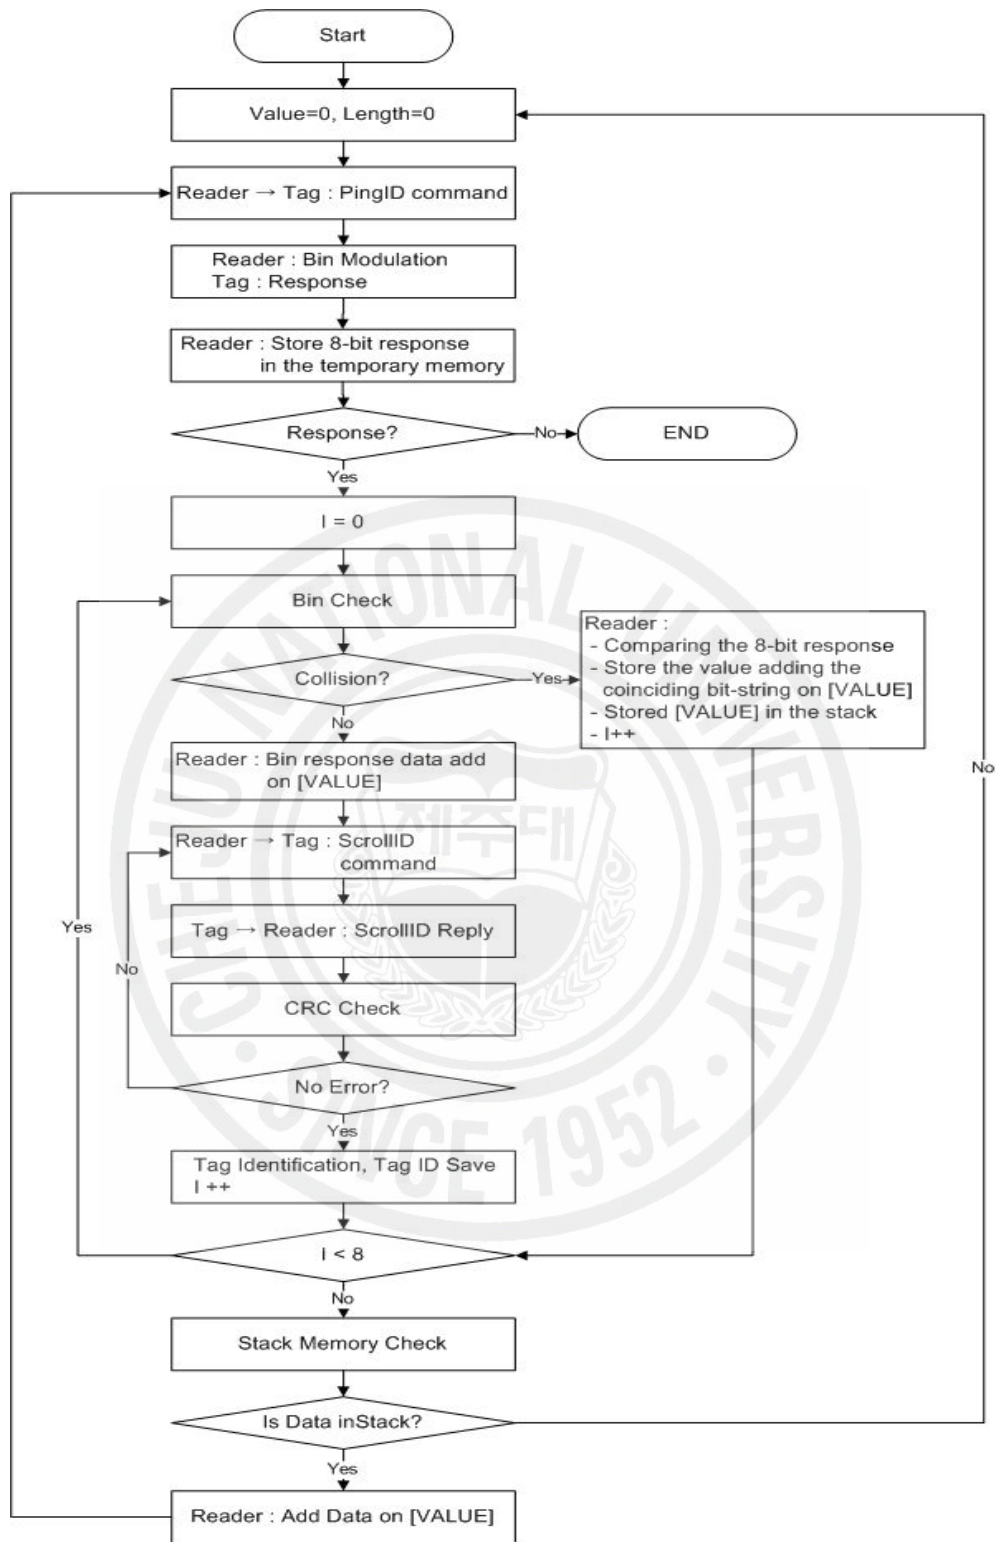 Start
Value=0, Length=0
Reader → Tag : PingID command
Reader : Bin Modulation
Tag : Response
Reader : Store 8-bit response
in the temporary memory
Response?
No
END
Yes
I = 0
Bin Check
Collision?
Yes
Reader :
- Comparing the 8-bit response
- Store the value adding the
coinciding bit-string on [VALUE]
- Stored [VALUE] in the stack
- I++
No
Reader : Bin response data add
on [VALUE]
Reader → Tag : ScrollID
command
Tag → Reader : ScrollID Reply
CRC Check
No Error?
No
Yes
Tag Identification, Tag ID Save
I ++
I < 8
Yes
No
Stack Memory Check
Is Data inStack?
No
Yes
Reader : Add Data on [VALUE]
CHEJU NATIONAL UNIVERSITY
제주대
SINCE 1952